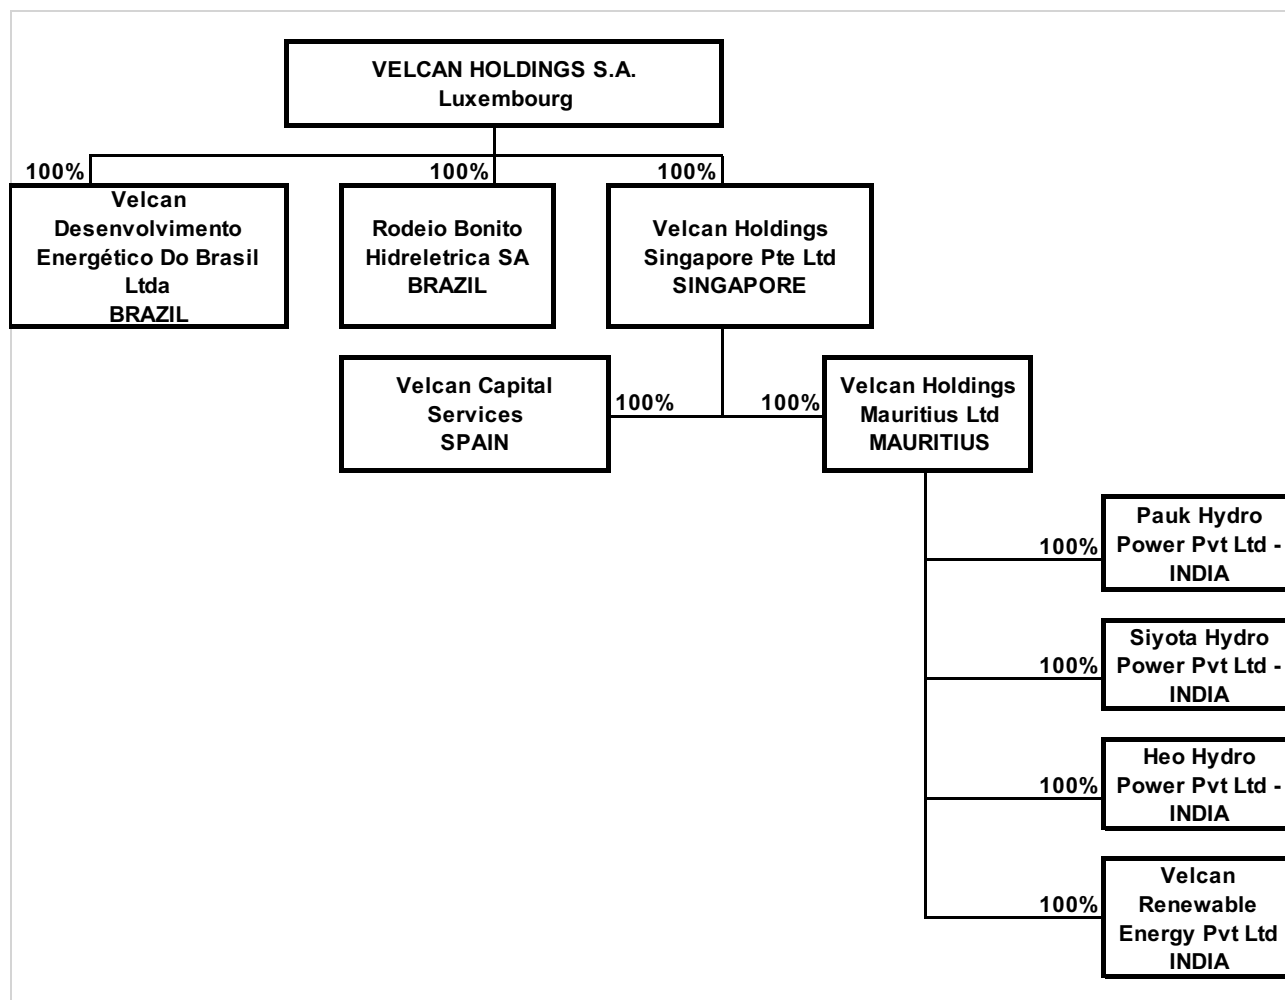 VELCAN HOLDINGS S.A.
Luxembourg
100%
100%
100%
Velcan
Desenvolvimento
Energético Do Brasil
Ltda
BRAZIL
Rodeio Bonito
Hidreletrica SA
BRAZIL
Velcan Holdings
Singapore Pte Ltd
SINGAPORE
Velcan Capital
Services
SPAIN
100%
100%
Velcan Holdings
Mauritius Ltd
MAURITIUS
100%
Pauk Hydro
Power Pvt Ltd -
INDIA
100%
Siyota Hydro
Power Pvt Ltd -
INDIA
100%
Heo Hydro
Power Pvt Ltd -
INDIA
100%
Velcan
Renewable
Energy Pvt Ltd
INDIA